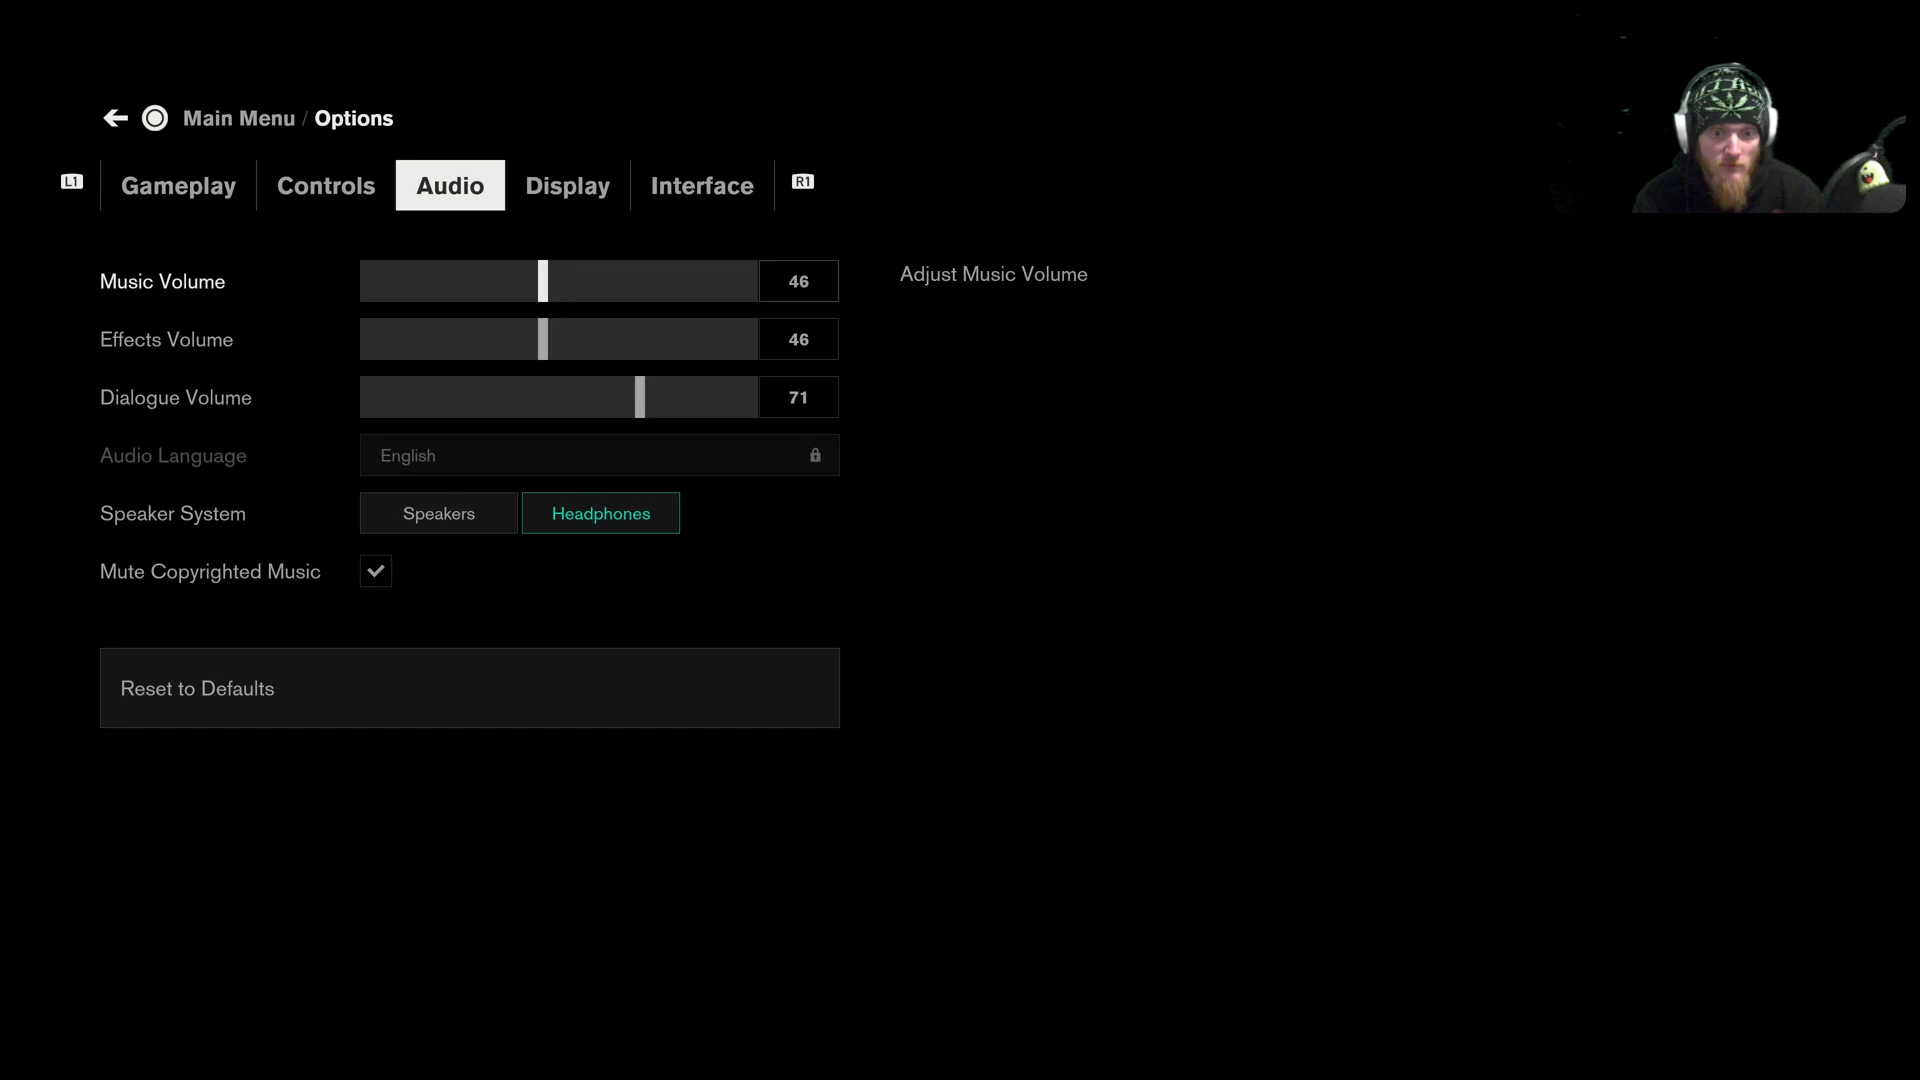 Main Menu / Options
L1 Gameplay Controls Audio Display Interface R1
Music Volume 46 Adjust Music Volume
Effects Volume 46
Dialogue Volume 71
Audio Language English
Speaker System Speakers Headphones
Mute Copyrighted Music
Reset to Defaults